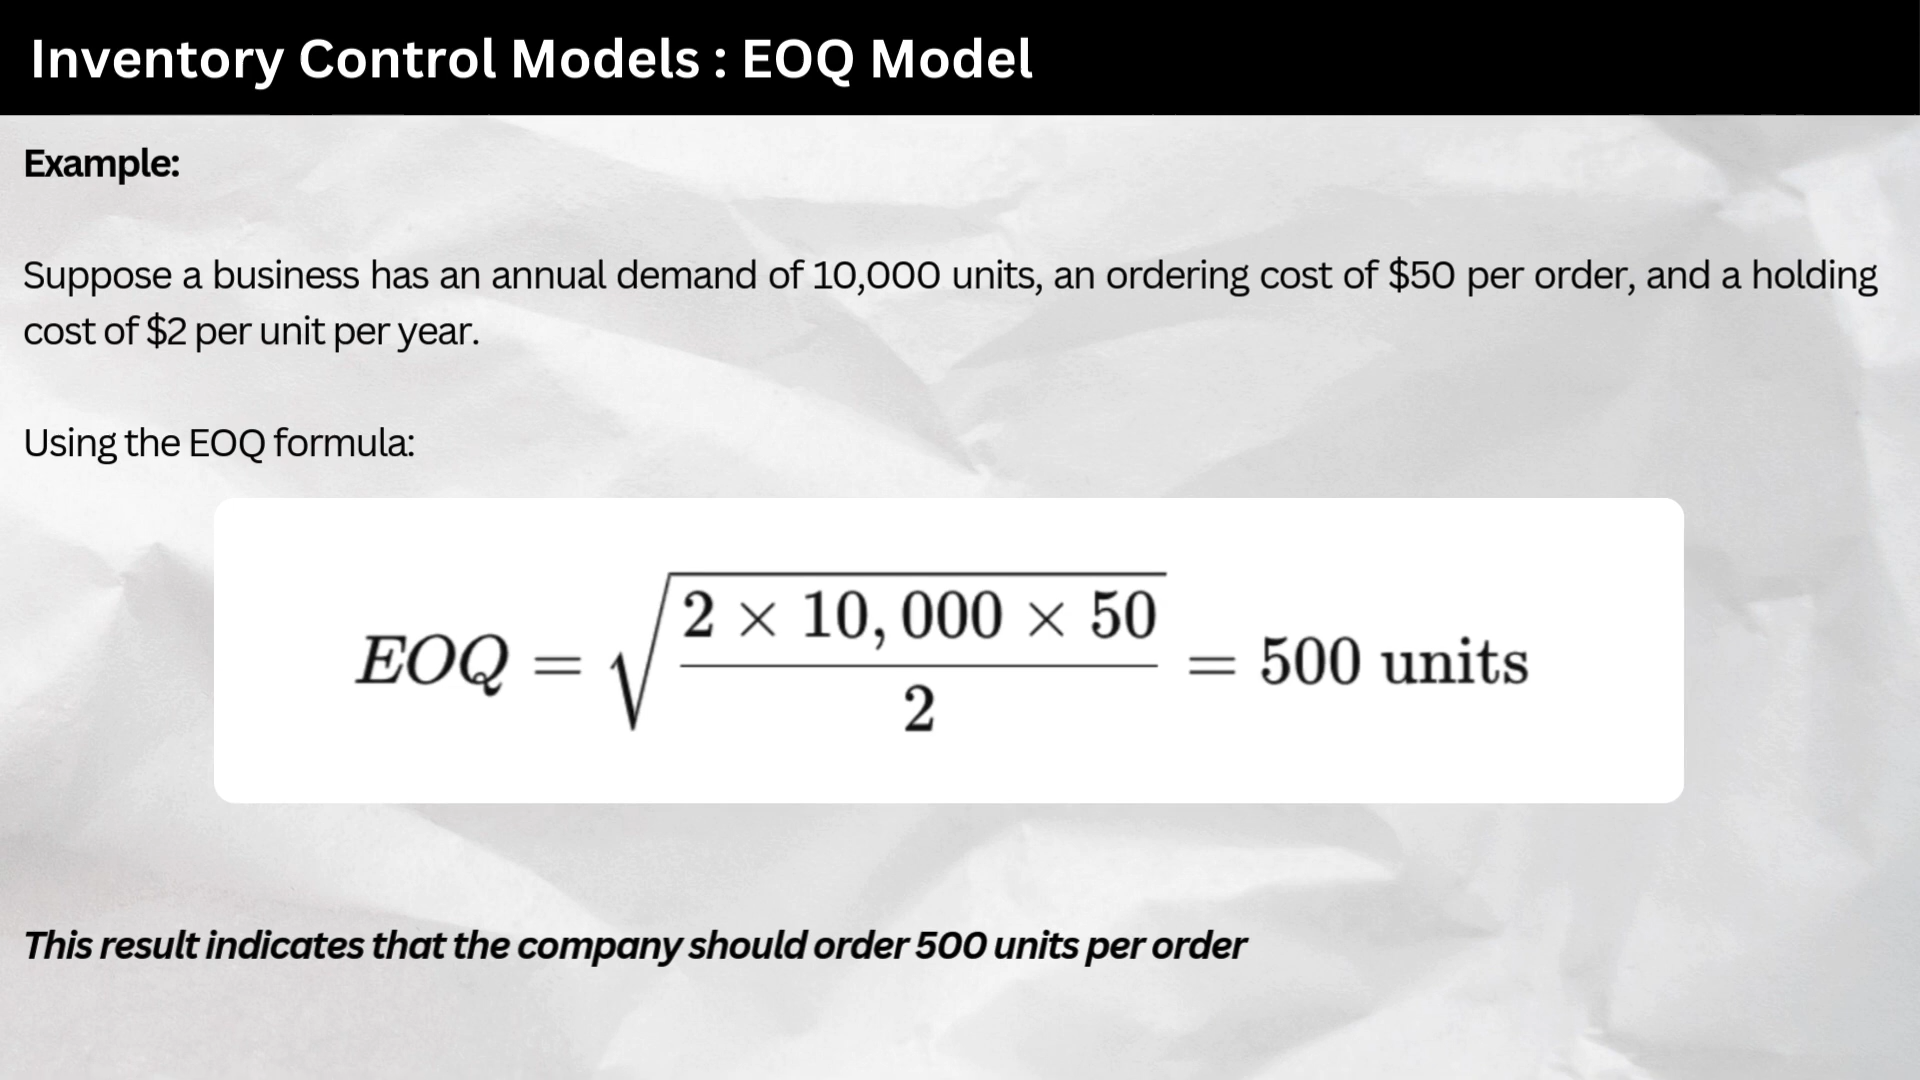 Inventory Control Models : EOQ Model
Example:
Suppose a business has an annual demand of 10,000 units, an ordering cost of $50 per order, and a holding
cost of $2 per unit per year.
Using the EOQ formula:
EOQ = √(2 × 10, 000 × 50 / 2) = 500 units
This result indicates that the company should order 500 units per order